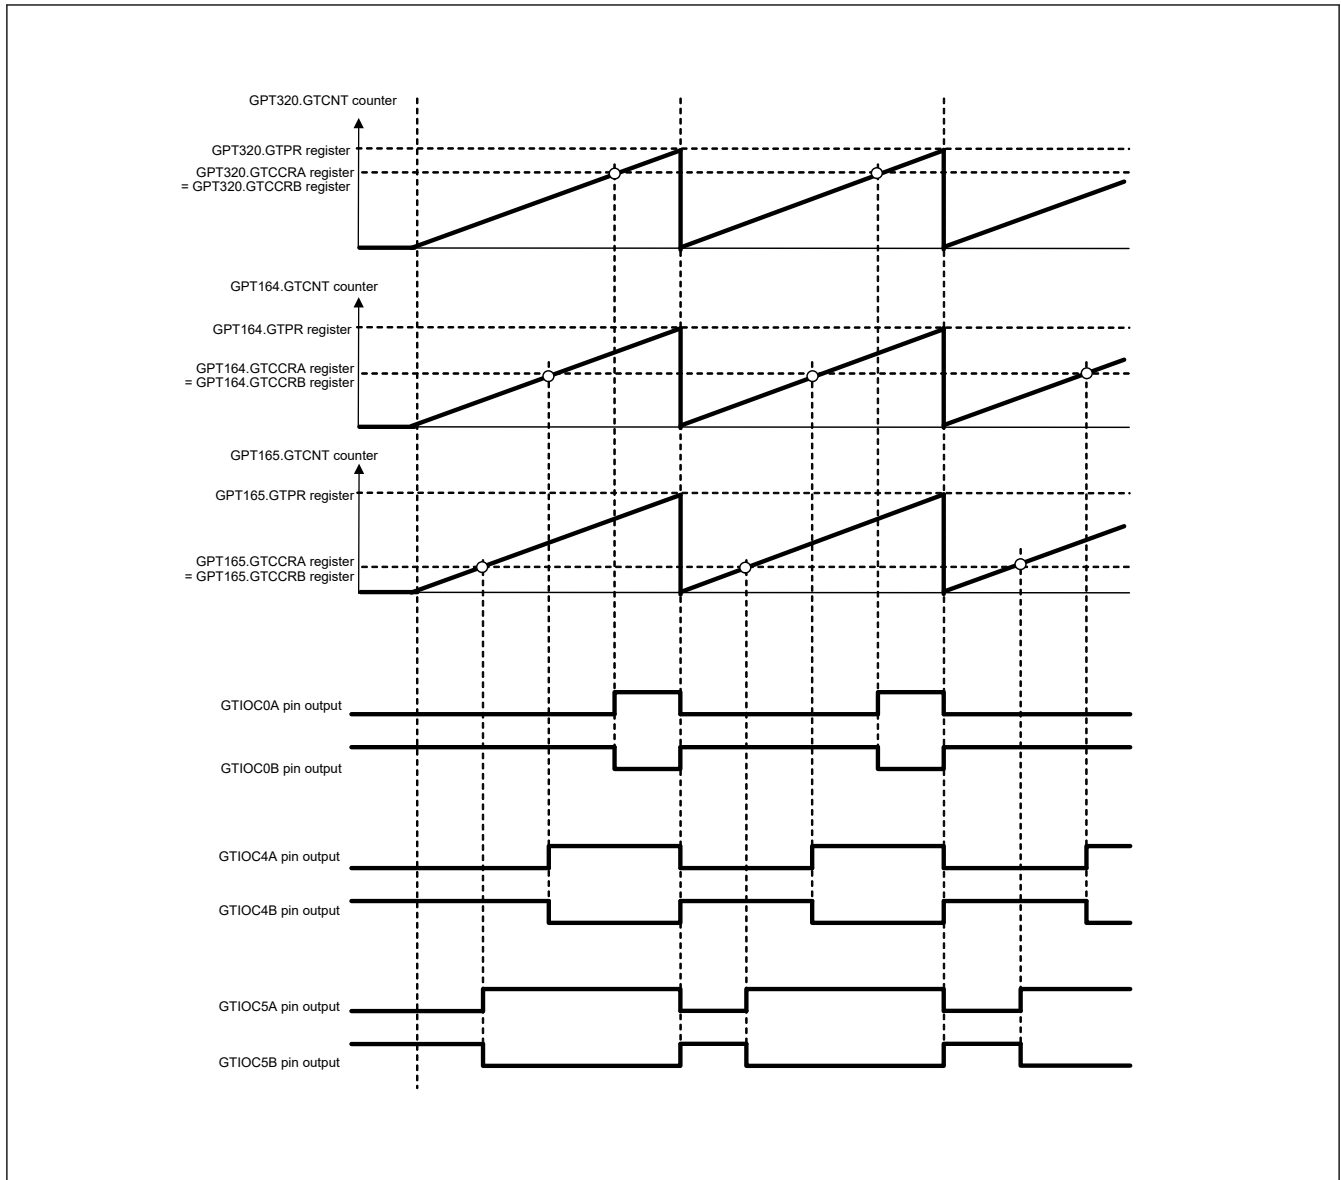 GPT320.GTCNT counter
GPT320.GTPR register
GPT320.GTCCRA register
= GPT320.GTCCRB register
GPT164.GTCNT counter
GPT164.GTPR register
GPT164.GTCCRA register
= GPT164.GTCCRB register
GPT165.GTCNT counter
GPT165.GTPR register
GPT165.GTCCRA register
= GPT165.GTCCRB register
GTIOC0A pin output
GTIOC0B pin output
GTIOC4A pin output
GTIOC4B pin output
GTIOC5A pin output
GTIOC5B pin output